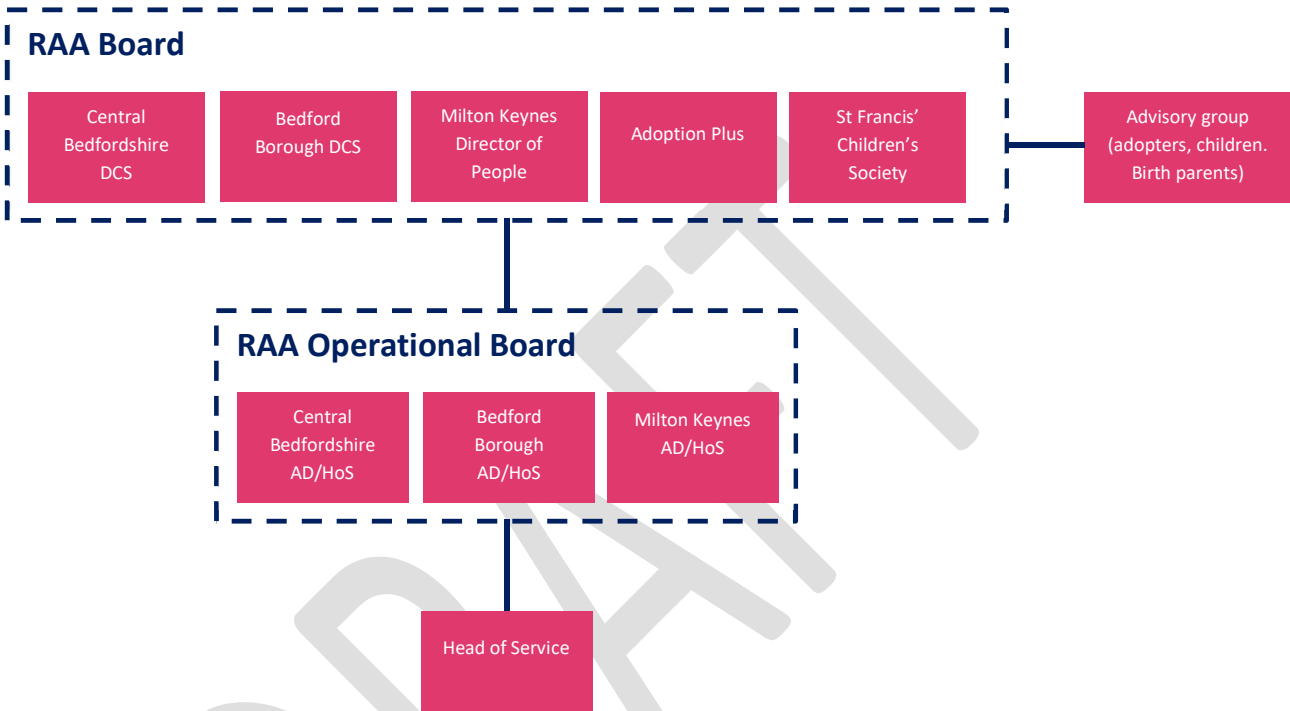 RAA Board
Central
Bedfordshire
DCS
Bedford
Borough DCS
Milton Keynes
Director of
People
Adoption Plus
St Francis’
Children’s
Society
Advisory group
(adopters, children.
Birth parents)
RAA Operational Board
Central
Bedfordshire
AD/HoS
Bedford
Borough
AD/HoS
Milton Keynes
AD/HoS
Head of Service
DRAFT